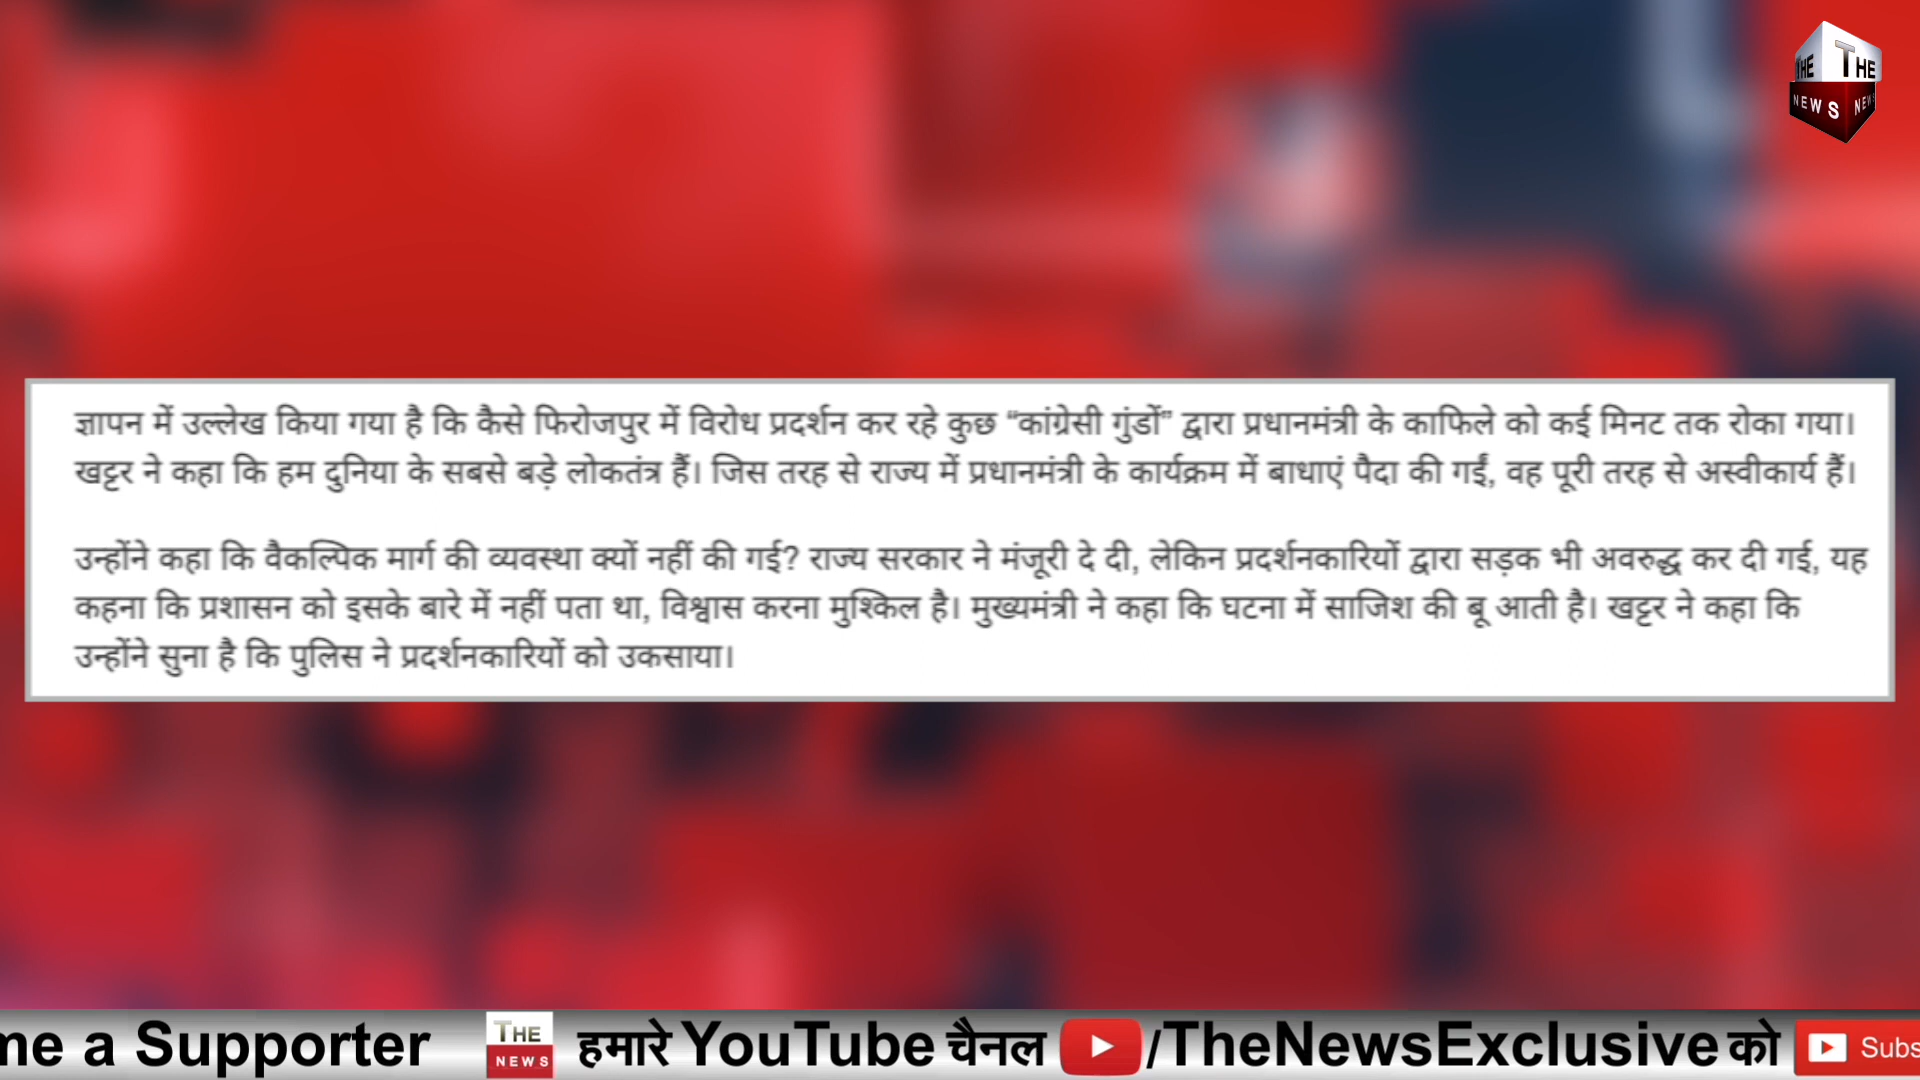 THE THE
NEWS NEWS
ज्ञापन में उल्लेख किया गया है कि कैसे फिरोजपुर में विरोध प्रदर्शन कर रहे कुछ “कांग्रेसी गुंडों” द्वारा प्रधानमंत्री के काफिले को कई मिनट तक रोका गया।
खट्टर ने कहा कि हम दुनिया के सबसे बड़े लोकतंत्र हैं। जिस तरह से राज्य में प्रधानमंत्री के कार्यक्रम में बाधाएं पैदा की गईं, वह पूरी तरह से अस्वीकार्य हैं।
उन्होंने कहा कि वैकल्पिक मार्ग की व्यवस्था क्यों नहीं की गई? राज्य सरकार ने मंजूरी दे दी, लेकिन प्रदर्शनकारियों द्वारा सड़क भी अवरुद्ध कर दी गई, यह
कहना कि प्रशासन को इसके बारे में नहीं पता था, विश्वास करना मुश्किल है। मुख्यमंत्री ने कहा कि घटना में साजिश की बू आती है। खट्टर ने कहा कि
उन्होंने सुना है कि पुलिस ने प्रदर्शनकारियों को उकसाया।
me a Supporter THE NEWS हमारे YouTube चैनल /TheNewsExclusive को Subs